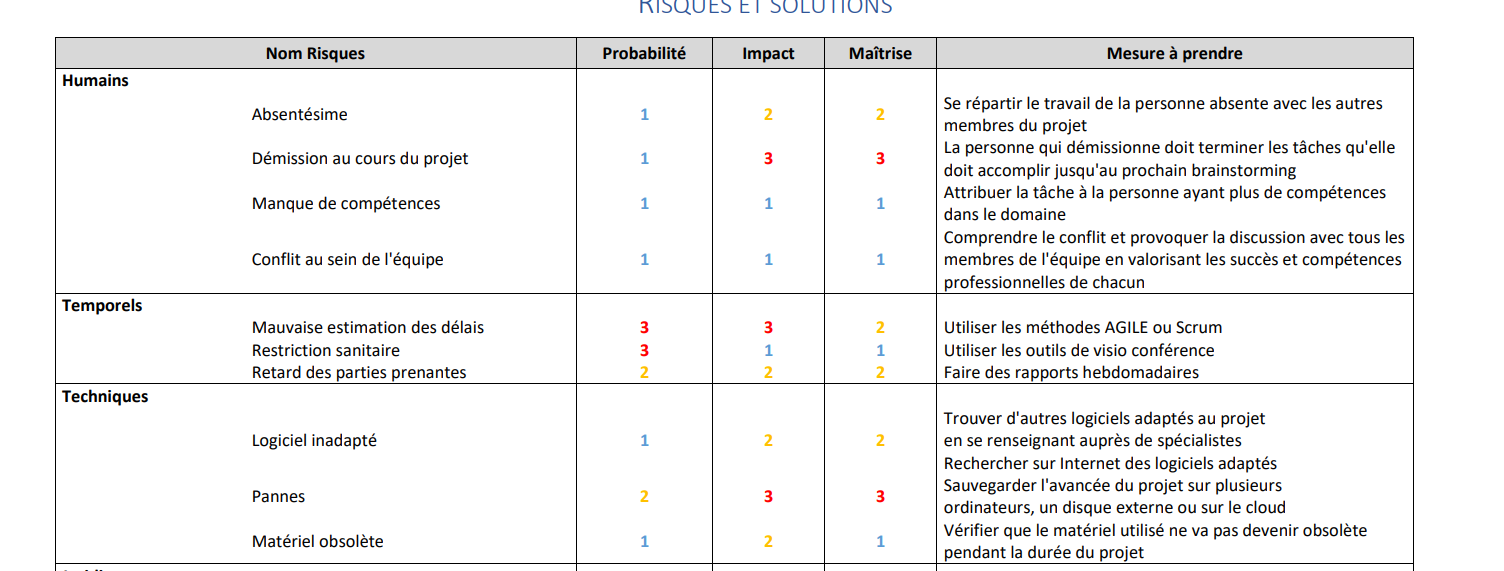 RISQUES ET SOLUTIONS
Nom Risques Probabilité Impact Maîtrise Mesure à prendre
Humains
Absentésime 1 2 2 Se répartir le travail de la personne absente avec les autres
membres du projet
Démission au cours du projet 1 3 3 La personne qui démissionne doit terminer les tâches qu'elle
doit accomplir jusqu'au prochain brainstorming
Manque de compétences 1 1 1 Attribuer la tâche à la personne ayant plus de compétences
dans le domaine
Conflit au sein de l'équipe 1 1 1 Comprendre le conflit et provoquer la discussion avec tous les
membres de l'équipe en valorisant les succès et compétences
professionnelles de chacun
Temporels
Mauvaise estimation des délais 3 3 2 Utiliser les méthodes AGILE ou Scrum
Restriction sanitaire 3 1 1 Utiliser les outils de visio conférence
Retard des parties prenantes 2 2 2 Faire des rapports hebdomadaires
Techniques
Logiciel inadapté 1 2 2 Trouver d'autres logiciels adaptés au projet
en se renseignant auprès de spécialistes
Rechercher sur Internet des logiciels adaptés
Pannes 2 3 3 Sauvegarder l'avancée du projet sur plusieurs
ordinateurs, un disque externe ou sur le cloud
Matériel obsolète 1 2 1 Vérifier que le matériel utilisé ne va pas devenir obsolète
pendant la durée du projet